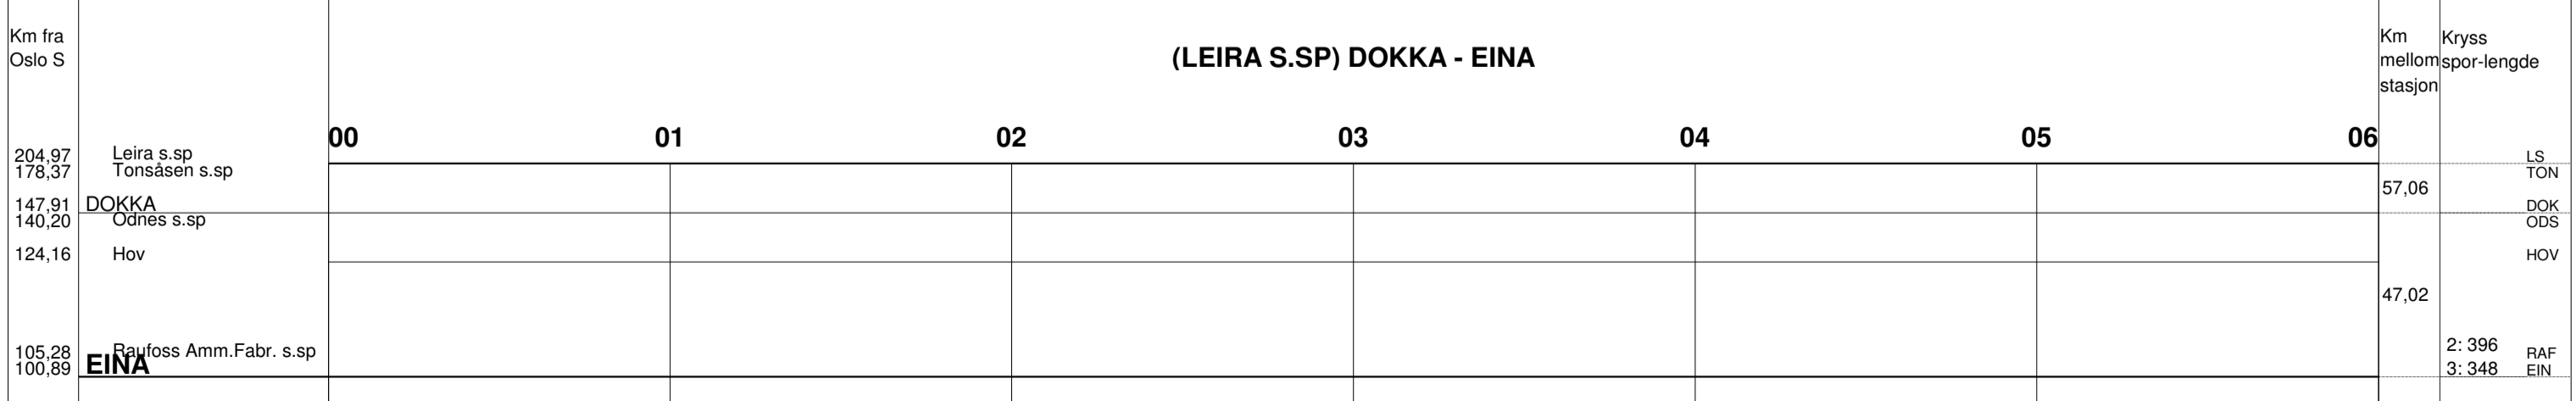 Km fra
Oslo S
(LEIRA S.SP) DOKKA - EINA
Km
mellom
stasjon
Kryss
spor-lengde
00 01 02 03 04 05 06
204,97 Leira s.sp LS
178,37 Tonsåsen s.sp TON
57,06
147,91 DOKKA DOK
140,20 Odnes s.sp ODS
124,16 Hov HOV
47,02
2: 396
105,28 Raufoss Amm.Fabr. s.sp RAF
100,89 EINA 3: 348 EIN